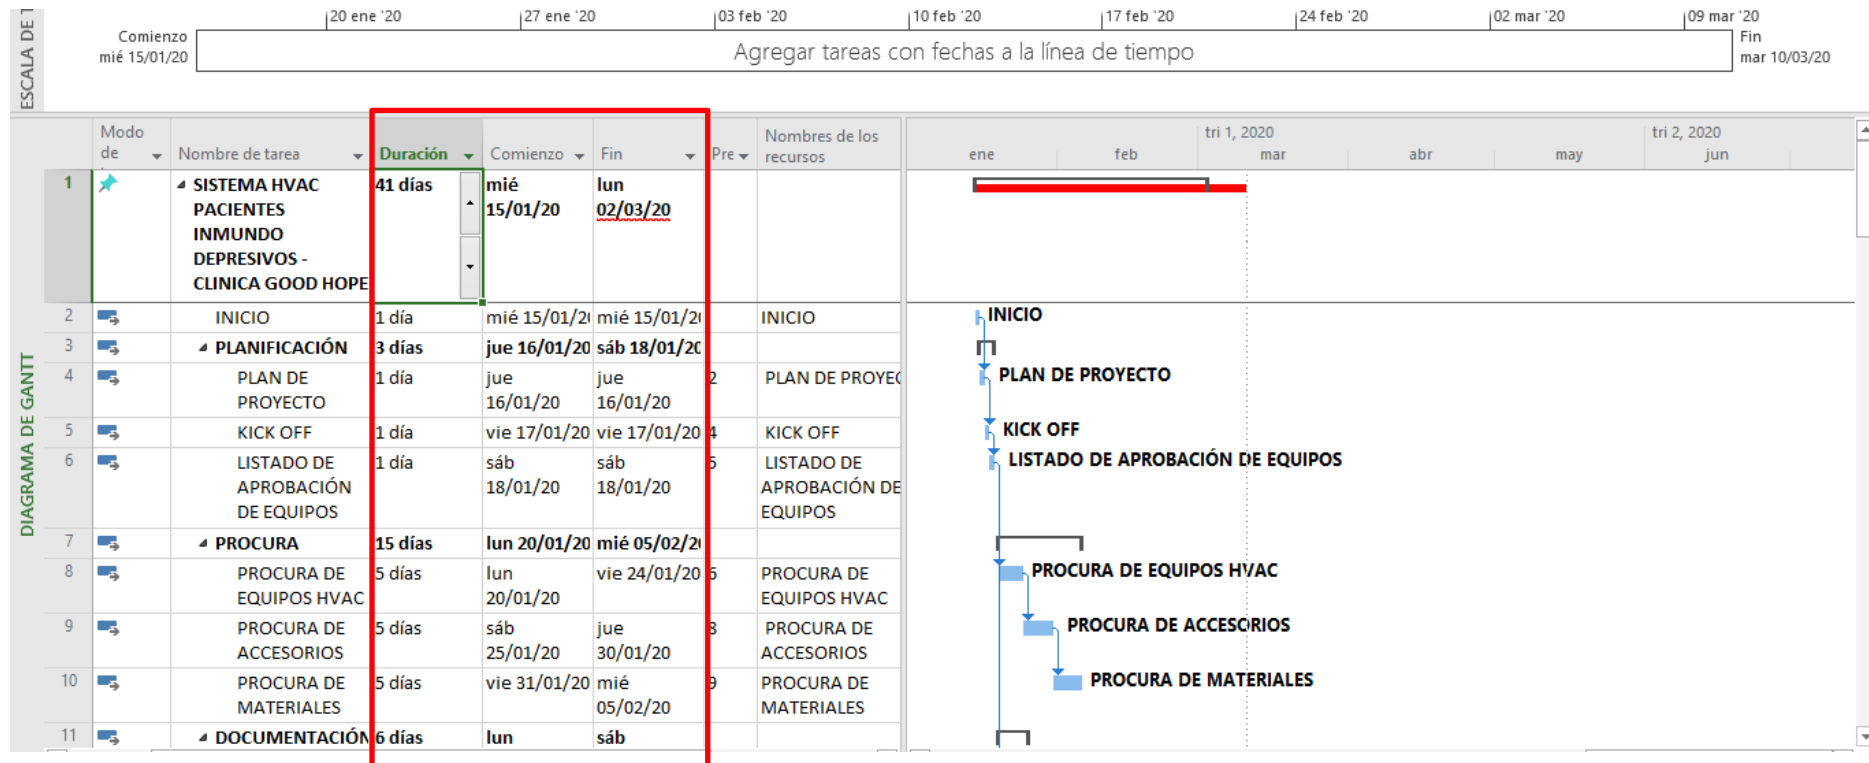 20 ene '20
27 ene '20
03 feb '20
10 feb '20
17 feb '20
24 feb '20
02 mar '20
09 mar '20
ESCALA DE T
Comienzo
mié 15/01/20
Agregar tareas con fechas a la línea de tiempo
Fin
mar 10/03/20
DIAGRAMA DE GANTT
Modo
de
Nombre de tarea
Duración
Comienzo
Fin
Pre
Nombres de los
recursos
tri 1, 2020
tri 2, 2020
ene
feb
mar
abr
may
jun
1
SISTEMA HVAC
PACIENTES
INMUNDO
DEPRESIVOS -
CLINICA GOOD HOPE
41 días
mié
15/01/20
lun
02/03/20
2
INICIO
1 día
mié 15/01/20
mié 15/01/20
INICIO
INICIO
3
PLANIFICACIÓN
3 días
jue 16/01/20
sáb 18/01/20
4
PLAN DE
PROYECTO
1 día
jue
16/01/20
jue
16/01/20
2
PLAN DE PROYEC
PLAN DE PROYECTO
5
KICK OFF
1 día
vie 17/01/20
vie 17/01/20
4
KICK OFF
KICK OFF
6
LISTADO DE
APROBACIÓN
DE EQUIPOS
1 día
sáb
18/01/20
sáb
18/01/20
5
LISTADO DE
APROBACIÓN DE
EQUIPOS
LISTADO DE APROBACIÓN DE EQUIPOS
7
PROCURA
15 días
lun 20/01/20
mié 05/02/20
8
PROCURA DE
EQUIPOS HVAC
5 días
lun
20/01/20
vie 24/01/20
6
PROCURA DE
EQUIPOS HVAC
PROCURA DE EQUIPOS HVAC
9
PROCURA DE
ACCESORIOS
5 días
sáb
25/01/20
jue
30/01/20
8
PROCURA DE
ACCESORIOS
PROCURA DE ACCESORIOS
10
PROCURA DE
MATERIALES
5 días
vie 31/01/20
mié
05/02/20
9
PROCURA DE
MATERIALES
PROCURA DE MATERIALES
11
DOCUMENTACIÓN
6 días
lun
sáb